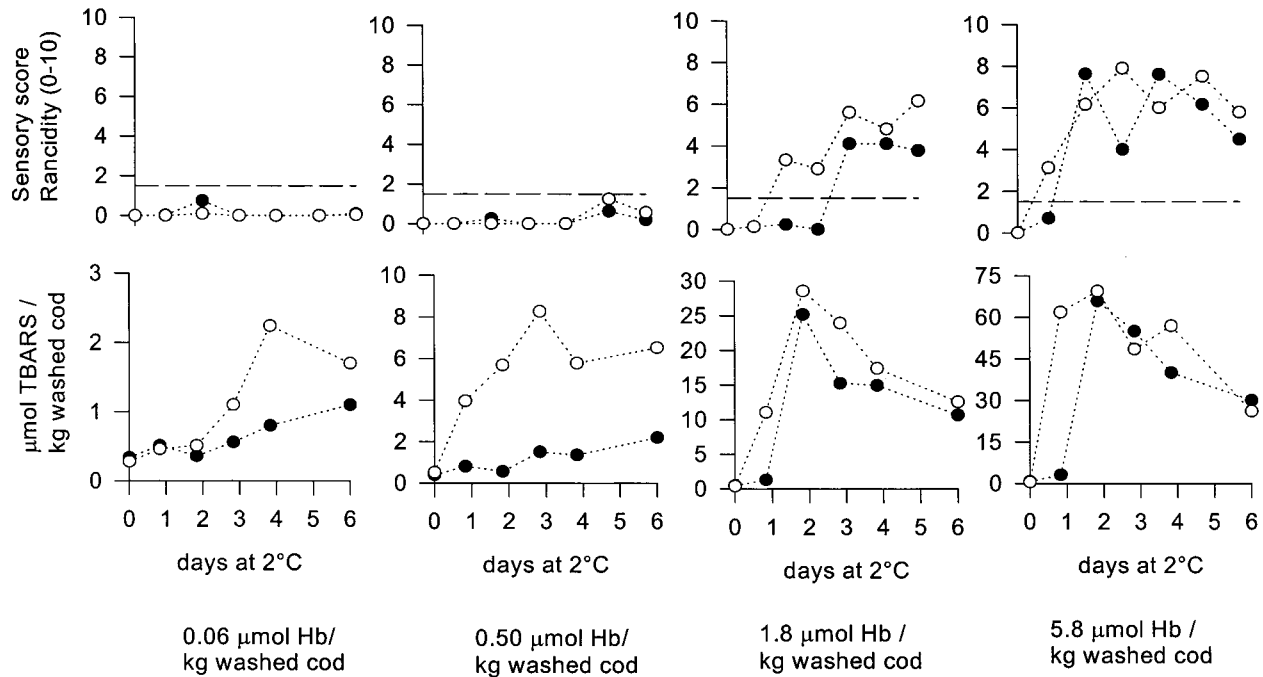 Sensory score
Rancidity (0-10)
10
8
6
4
2
0
10
8
6
4
2
0
10
8
6
4
2
0
10
8
6
4
2
0
μmol TBARS /
kg washed cod
3
2
1
0
10
8
6
4
2
0
30
25
20
15
10
5
0
75
60
45
30
15
0
0 1 2 3 4 5 6
0 1 2 3 4 5 6
0 1 2 3 4 5 6
0 1 2 3 4 5 6
days at 2°C
days at 2°C
days at 2°C
days at 2°C
0.06 μmol Hb/
kg washed cod
0.50 μmol Hb/
kg washed cod
1.8 μmol Hb /
kg washed cod
5.8 μmol Hb /
kg washed cod